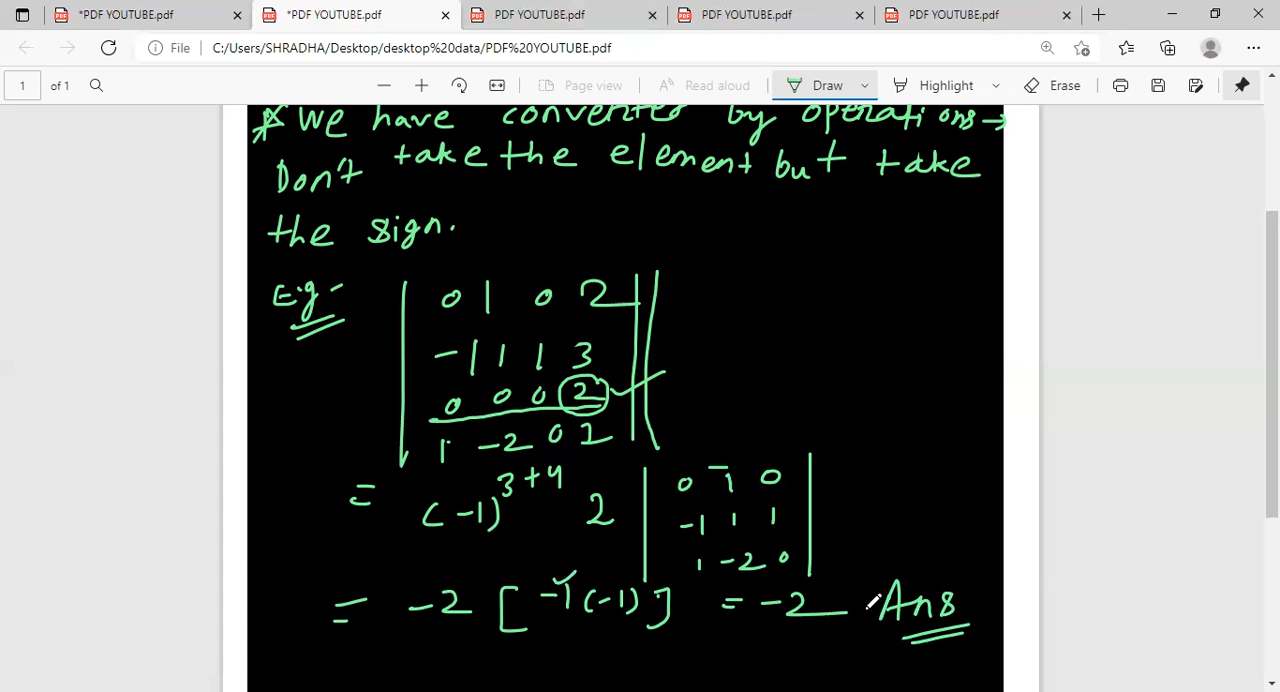 *PDF YOUTUBE.pdf *PDF YOUTUBE.pdf PDF YOUTUBE.pdf PDF YOUTUBE.pdf PDF YOUTUBE.pdf
File C:/Users/SHRADHA/Desktop/desktop%20data/PDF%20YOUTUBE.pdf
1 of 1 Page view Read aloud Draw Highlight Erase
* We have converted by operations →
Don't take the element but take
the sign.
E.g -
| 0 1 0 2 |
| -1 1 1 3 |
| 0 0 0 2 |
| 1 -2 0 2 |
= (-1)^3+4 2
| 0 1 0 |
| -1 1 1 |
| 1 -2 0 |
= -2 [ -1 (-1) ] = -2 Ans